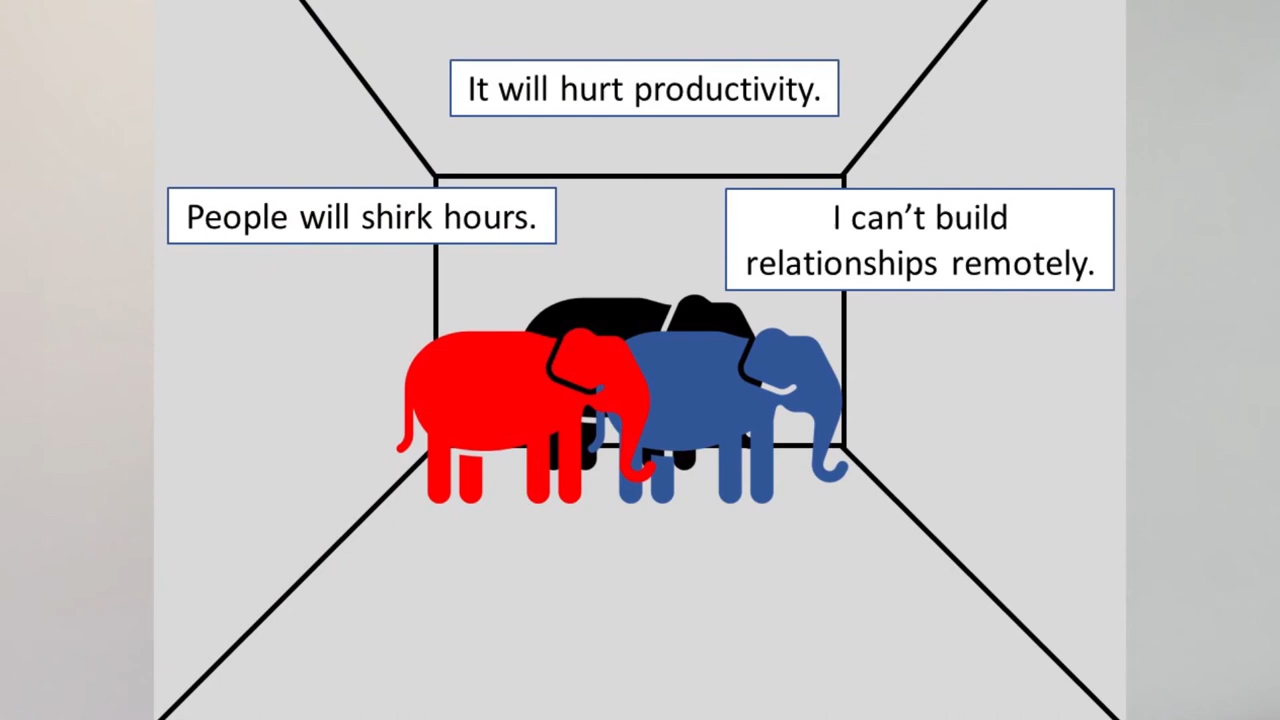 It will hurt productivity.
People will shirk hours.
I can’t build
relationships remotely.